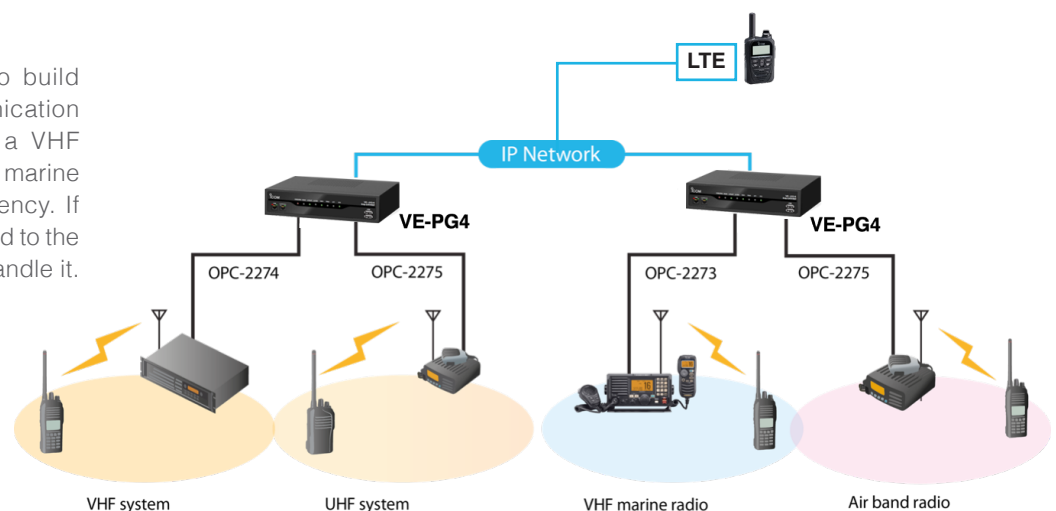 o build
nication
a VHF
marine
ency. If
d to the
andle it.
LTE
IP Network
VE-PG4
VE-PG4
OPC-2274
OPC-2275
OPC-2273
OPC-2275
VHF system
UHF system
VHF marine radio
Air band radio